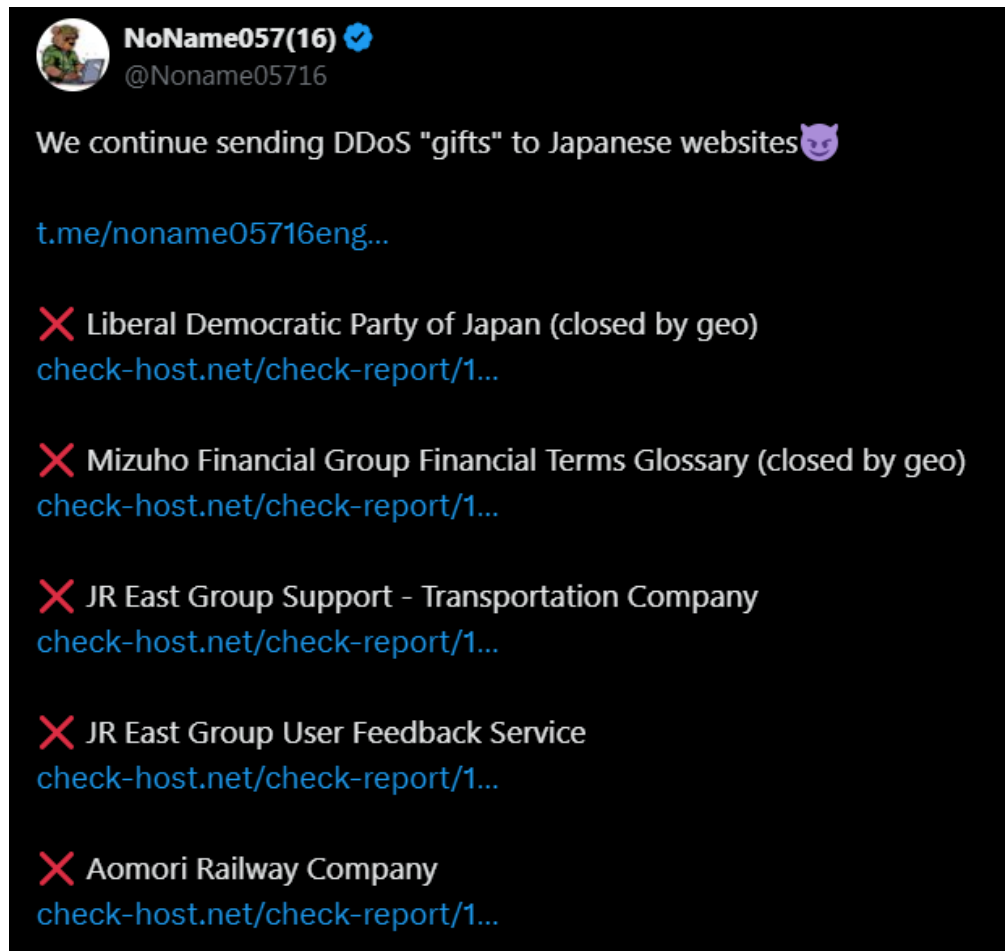 NoName057(16)
@Noname05716
We continue sending DDoS "gifts" to Japanese websites😈
t.me/noname05716eng...
❌ Liberal Democratic Party of Japan (closed by geo)
check-host.net/check-report/1...
❌ Mizuho Financial Group Financial Terms Glossary (closed by geo)
check-host.net/check-report/1...
❌ JR East Group Support - Transportation Company
check-host.net/check-report/1...
❌ JR East Group User Feedback Service
check-host.net/check-report/1...
❌ Aomori Railway Company
check-host.net/check-report/1...